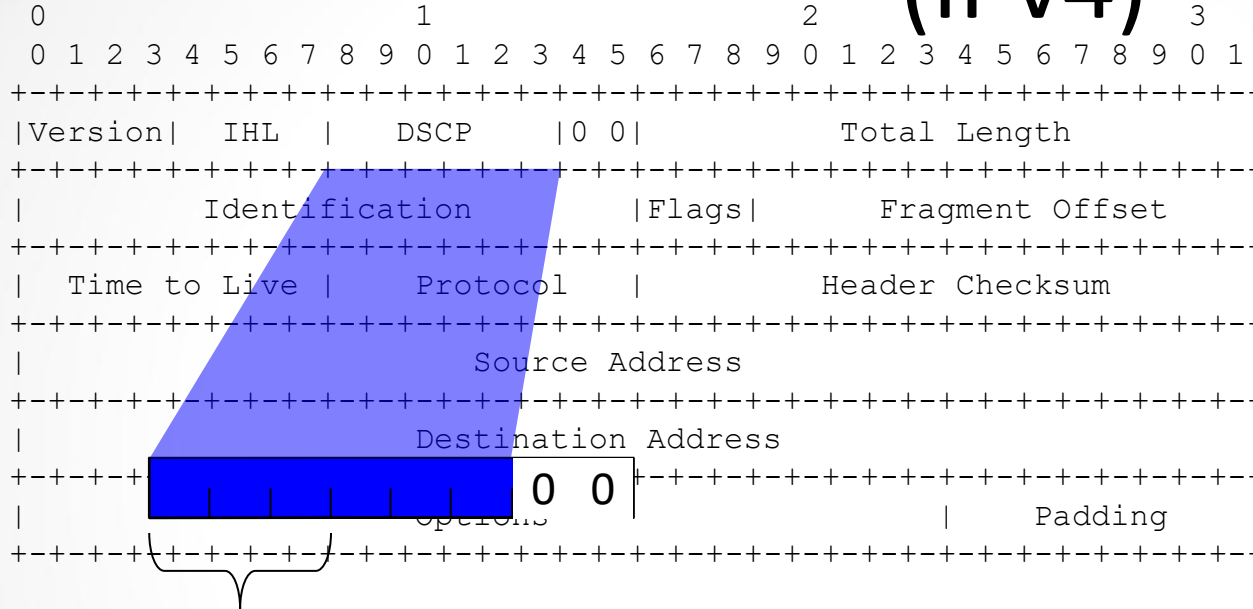 (IPv4)
0 1 2 3
0 1 2 3 4 5 6 7 8 9 0 1 2 3 4 5 6 7 8 9 0 1 2 3 4 5 6 7 8 9 0 1
+-+-+-+-+-+-+-+-+-+-+-+-+-+-+-+-+-+-+-+-+-+-+-+-+-+-+-+-+-+-+-+-
|Version| IHL | DSCP |0 0| Total Length
+-+-+-+-+-+-+-+-+-+-+-+-+-+-+-+-+-+-+-+-+-+-+-+-+-+-+-+-+-+-+-+-
| Identification |Flags| Fragment Offset
+-+-+-+-+-+-+-+-+-+-+-+-+-+-+-+-+-+-+-+-+-+-+-+-+-+-+-+-+-+-+-+-
| Time to Live | Protocol | Header Checksum
+-+-+-+-+-+-+-+-+-+-+-+-+-+-+-+-+-+-+-+-+-+-+-+-+-+-+-+-+-+-+-+-
| Source Address
+-+-+-+-+-+-+-+-+-+-+-+-+-+-+-+-+-+-+-+-+-+-+-+-+-+-+-+-+-+-+-+-
| Destination Address
+-+-+-+ 0 0 +-+-+-+-+-+-+-+-+-+-+-+-+-+-+-+-
| Options | Padding
+-+-+-+-+-+-+-+-+-+-+-+-+-+-+-+-+-+-+-+-+-+-+-+-+-+-+-+-+-+-+-+-